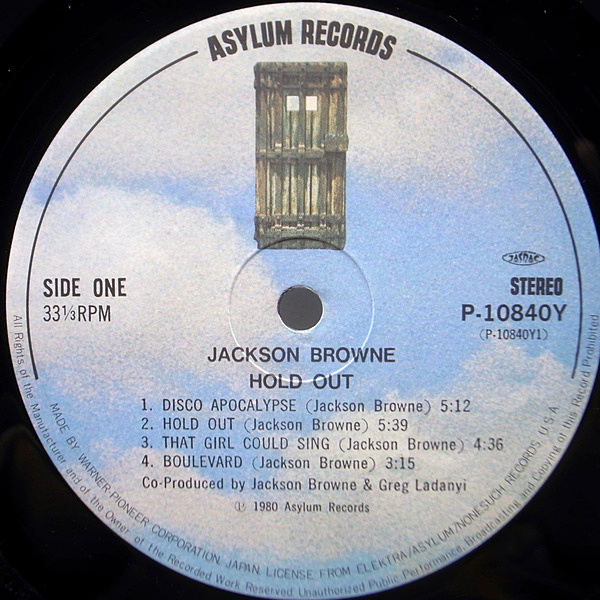 ASYLUM RECORDS
JASRAC
SIDE ONE
33⅓RPM
STEREO
P-10840Y
(P-10840Y1)
JACKSON BROWNE
HOLD OUT
1. DISCO APOCALYPSE (Jackson Browne) 5:12
2. HOLD OUT (Jackson Browne) 5:39
3. THAT GIRL COULD SING (Jackson Browne) 4:36
4. BOULEVARD (Jackson Browne) 3:15
Co-Produced by Jackson Browne & Greg Ladanyi
Ⓟ 1980 Asylum Records
MADE BY WARNER-PIONEER CORPORATION, JAPAN. LICENSE FROM ELEKTRA/ASYLUM/NONESUCH RECORDS, U.S.A.
All Rights of the Manufacturer and of the Owner of the Recorded Work Reserved. Unauthorized Public Performance, Broadcasting and Copying of this Record Prohibited.